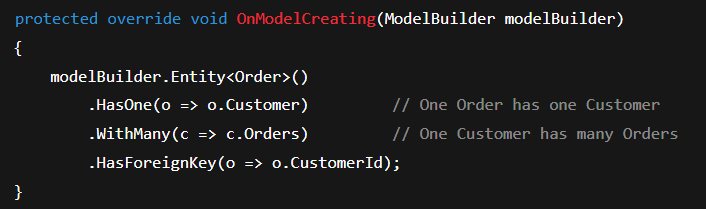 protected override void OnModelCreating(ModelBuilder modelBuilder)
{
    modelBuilder.Entity<Order>()
        .HasOne(o => o.Customer)         // One Order has one Customer
        .WithMany(c => c.Orders)         // One Customer has many Orders
        .HasForeignKey(o => o.CustomerId);
}